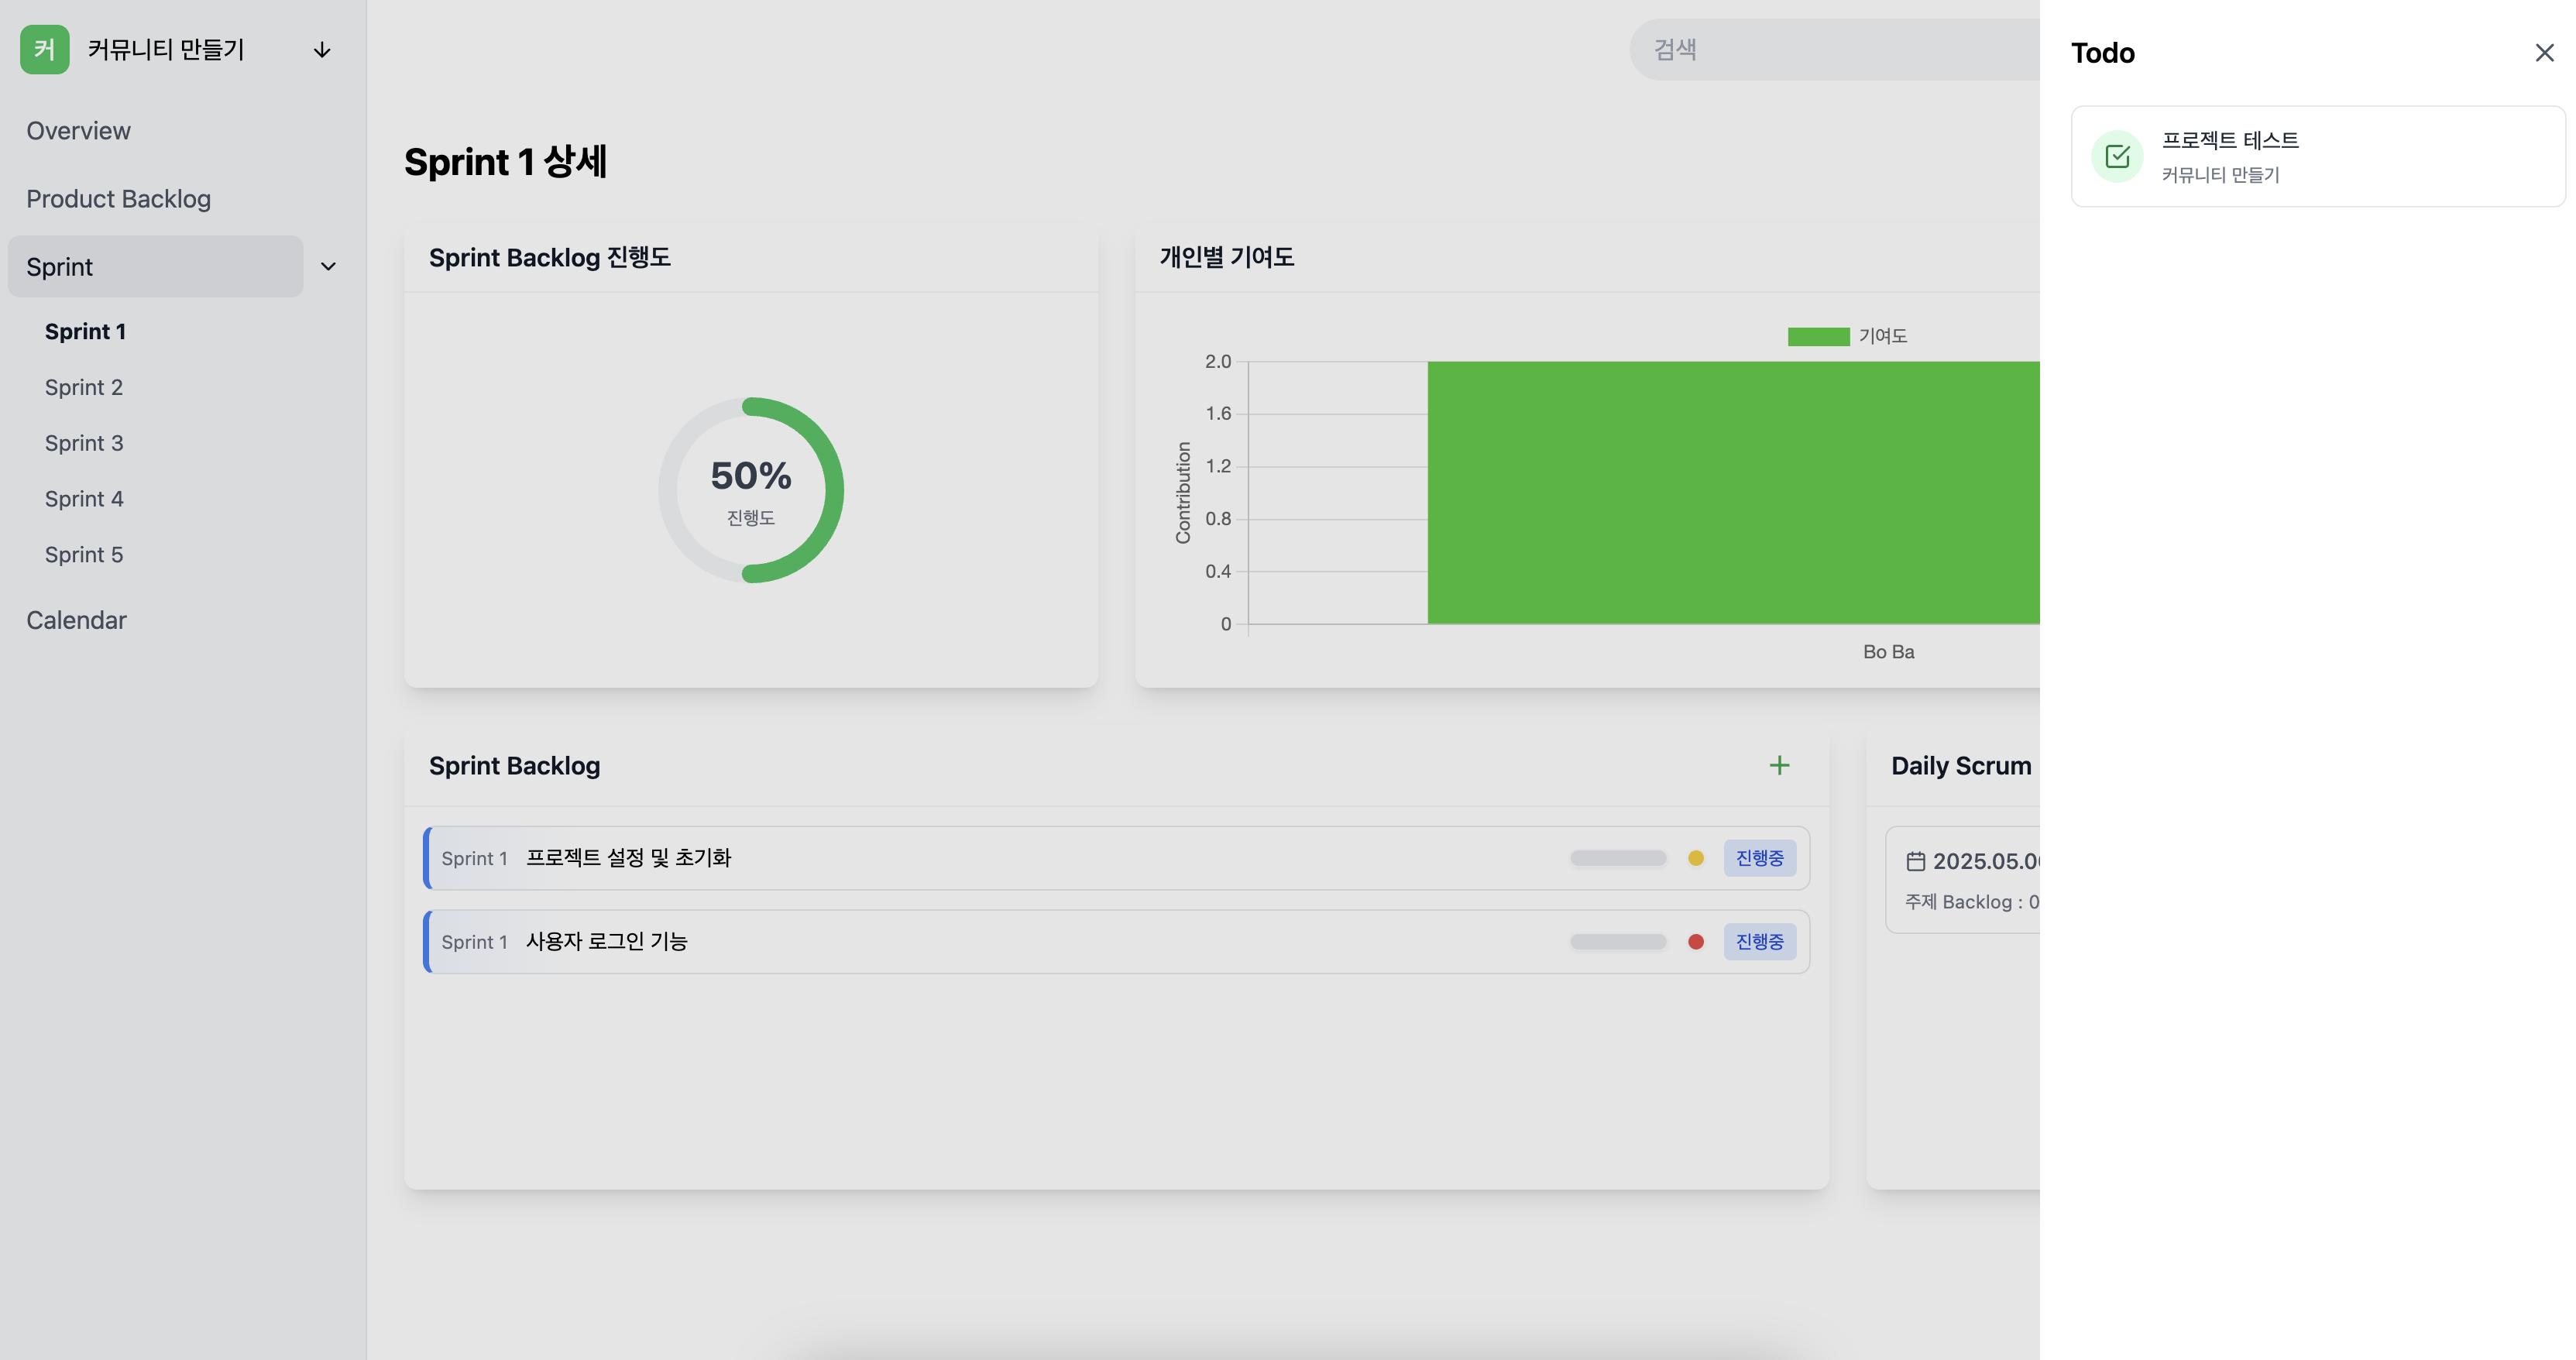 커
커뮤니티 만들기
Overview
Product Backlog
Sprint
Sprint 1
Sprint 2
Sprint 3
Sprint 4
Sprint 5
Calendar
검색
Sprint 1 상세
Sprint Backlog 진행도
50%
진행도
개인별 기여도
기여도
2.0
1.6
1.2
0.8
0.4
0
Contribution
Bo Ba
Sprint Backlog
Sprint 1 프로젝트 설정 및 초기화 진행중
Sprint 1 사용자 로그인 기능 진행중
Daily Scrum
2025.05.0
주제 Backlog : 0
Todo
프로젝트 테스트
커뮤니티 만들기